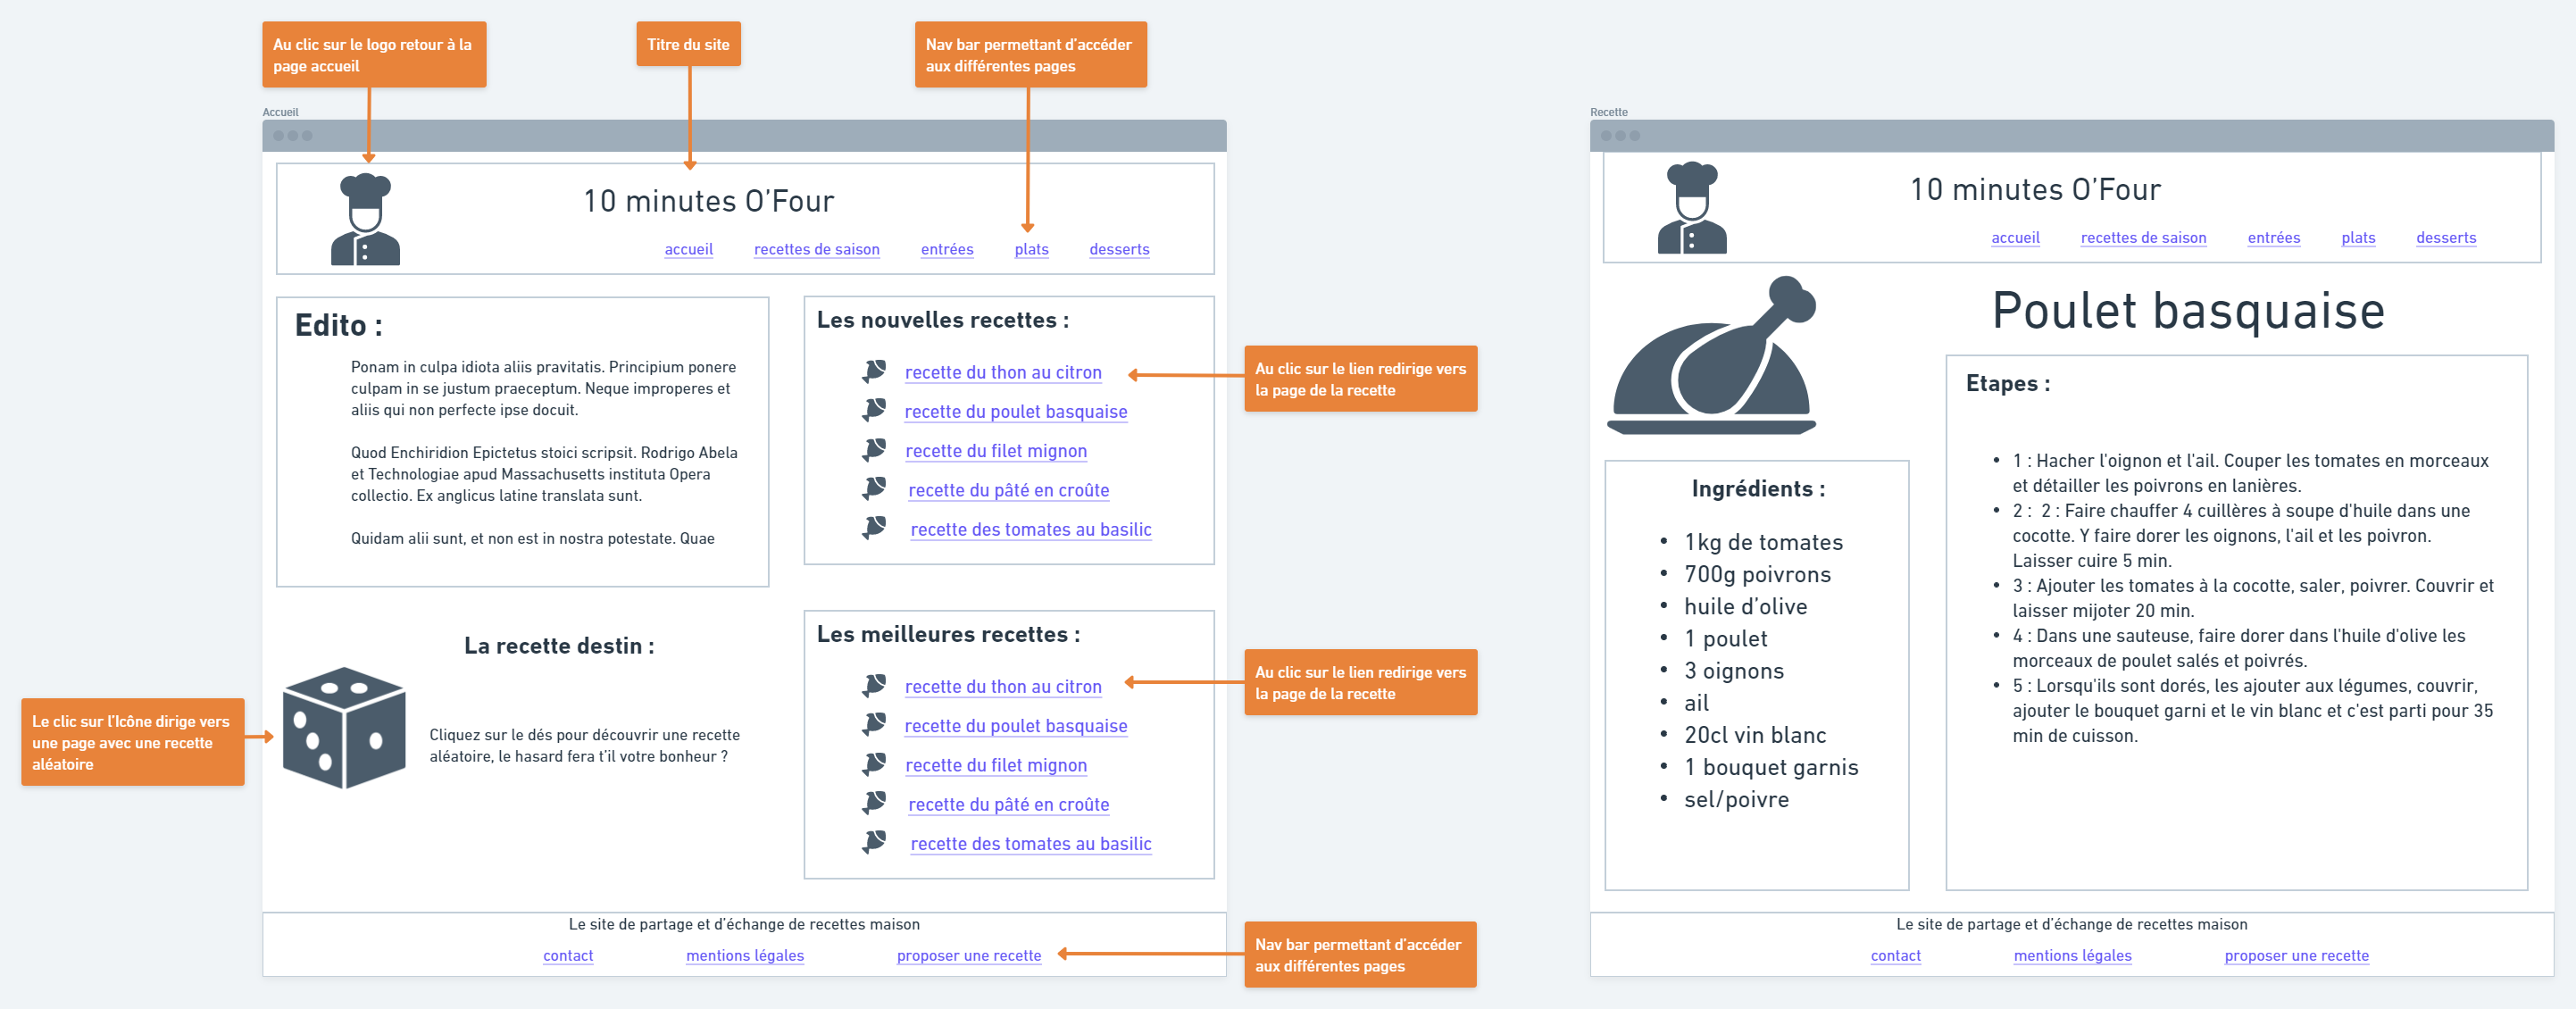 Au clic sur le logo retour à la
page accueil
Titre du site
Nav bar permettant d'accéder
aux différentes pages
Accueil
10 minutes O'Four
accueil recettes de saison entrées plats desserts
Edito :
Ponam in culpa idiota aliis pravitatis. Principium ponere
culpam in se justum praeceptum. Neque improperes et
aliis qui non perfecte ipse docuit.
Quod Enchiridion Epictetus stoici scripsit. Rodrigo Abela
et Technologiae apud Massachusetts instituta Opera
collectio. Ex anglicus latine translata sunt.
Quidam alii sunt, et non est in nostra potestate. Quae
Les nouvelles recettes :
recette du thon au citron
recette du poulet basquaise
recette du filet mignon
recette du pâté en croûte
recette des tomates au basilic
Au clic sur le lien redirige vers
la page de la recette
La recette destin :
Le clic sur l'Icône dirige vers
une page avec une recette
aléatoire
Cliquez sur le dés pour découvrir une recette
aléatoire, le hasard fera t'il votre bonheur ?
Les meilleures recettes :
recette du thon au citron
recette du poulet basquaise
recette du filet mignon
recette du pâté en croûte
recette des tomates au basilic
Au clic sur le lien redirige vers
la page de la recette
Le site de partage et d'échange de recettes maison
contact mentions légales proposer une recette
Nav bar permettant d'accéder
aux différentes pages
Recette
10 minutes O'Four
accueil recettes de saison entrées plats desserts
Poulet basquaise
Ingrédients :
• 1kg de tomates
• 700g poivrons
• huile d'olive
• 1 poulet
• 3 oignons
• ail
• 20cl vin blanc
• 1 bouquet garnis
• sel/poivre
Etapes :
• 1 : Hacher l'oignon et l'ail. Couper les tomates en morceaux
et détailler les poivrons en lanières.
• 2 :  2 : Faire chauffer 4 cuillères à soupe d'huile dans une
cocotte. Y faire dorer les oignons, l'ail et les poivron.
Laisser cuire 5 min.
• 3 : Ajouter les tomates à la cocotte, saler, poivrer. Couvrir et
laisser mijoter 20 min.
• 4 : Dans une sauteuse, faire dorer dans l'huile d'olive les
morceaux de poulet salés et poivrés.
• 5 : Lorsqu'ils sont dorés, les ajouter aux légumes, couvrir,
ajouter le bouquet garni et le vin blanc et c'est parti pour 35
min de cuisson.
Le site de partage et d'échange de recettes maison
contact mentions légales proposer une recette